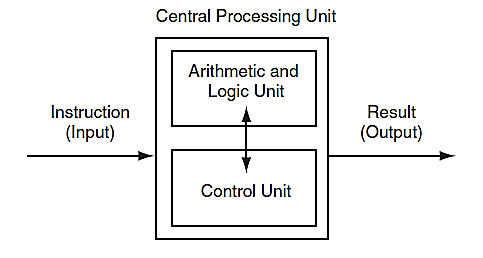 Central Processing Unit
Arithmetic and
Logic Unit
Instruction
(Input)
Result
(Output)
Control Unit